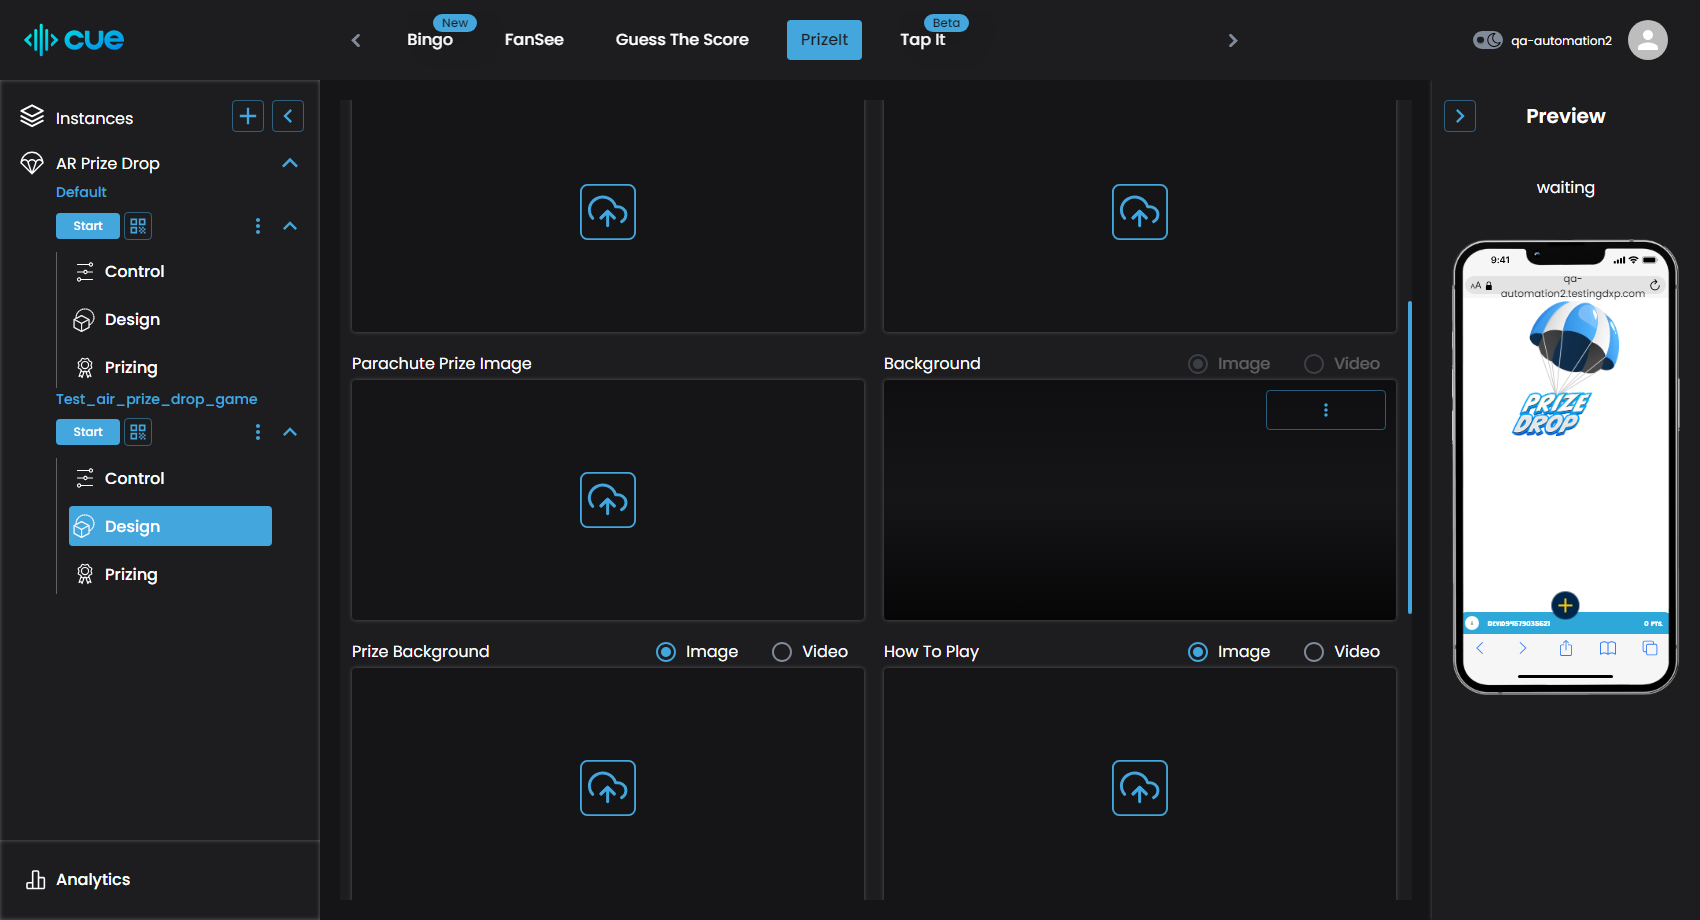 cue
Bingo
New
FanSee
Guess The Score
PrizeIt
Tap It
Beta
qa-automation2
Instances
AR Prize Drop
Default
Start
Control
Design
Prizing
Test_air_prize_drop_game
Start
Control
Design
Prizing
Analytics
Parachute Prize Image
Background
Image
Video
Prize Background
Image
Video
How To Play
Image
Video
Preview
waiting
9:41
AA
qa-
automation2.testingdxp.com
PRIZE
DROP
0 PTS.